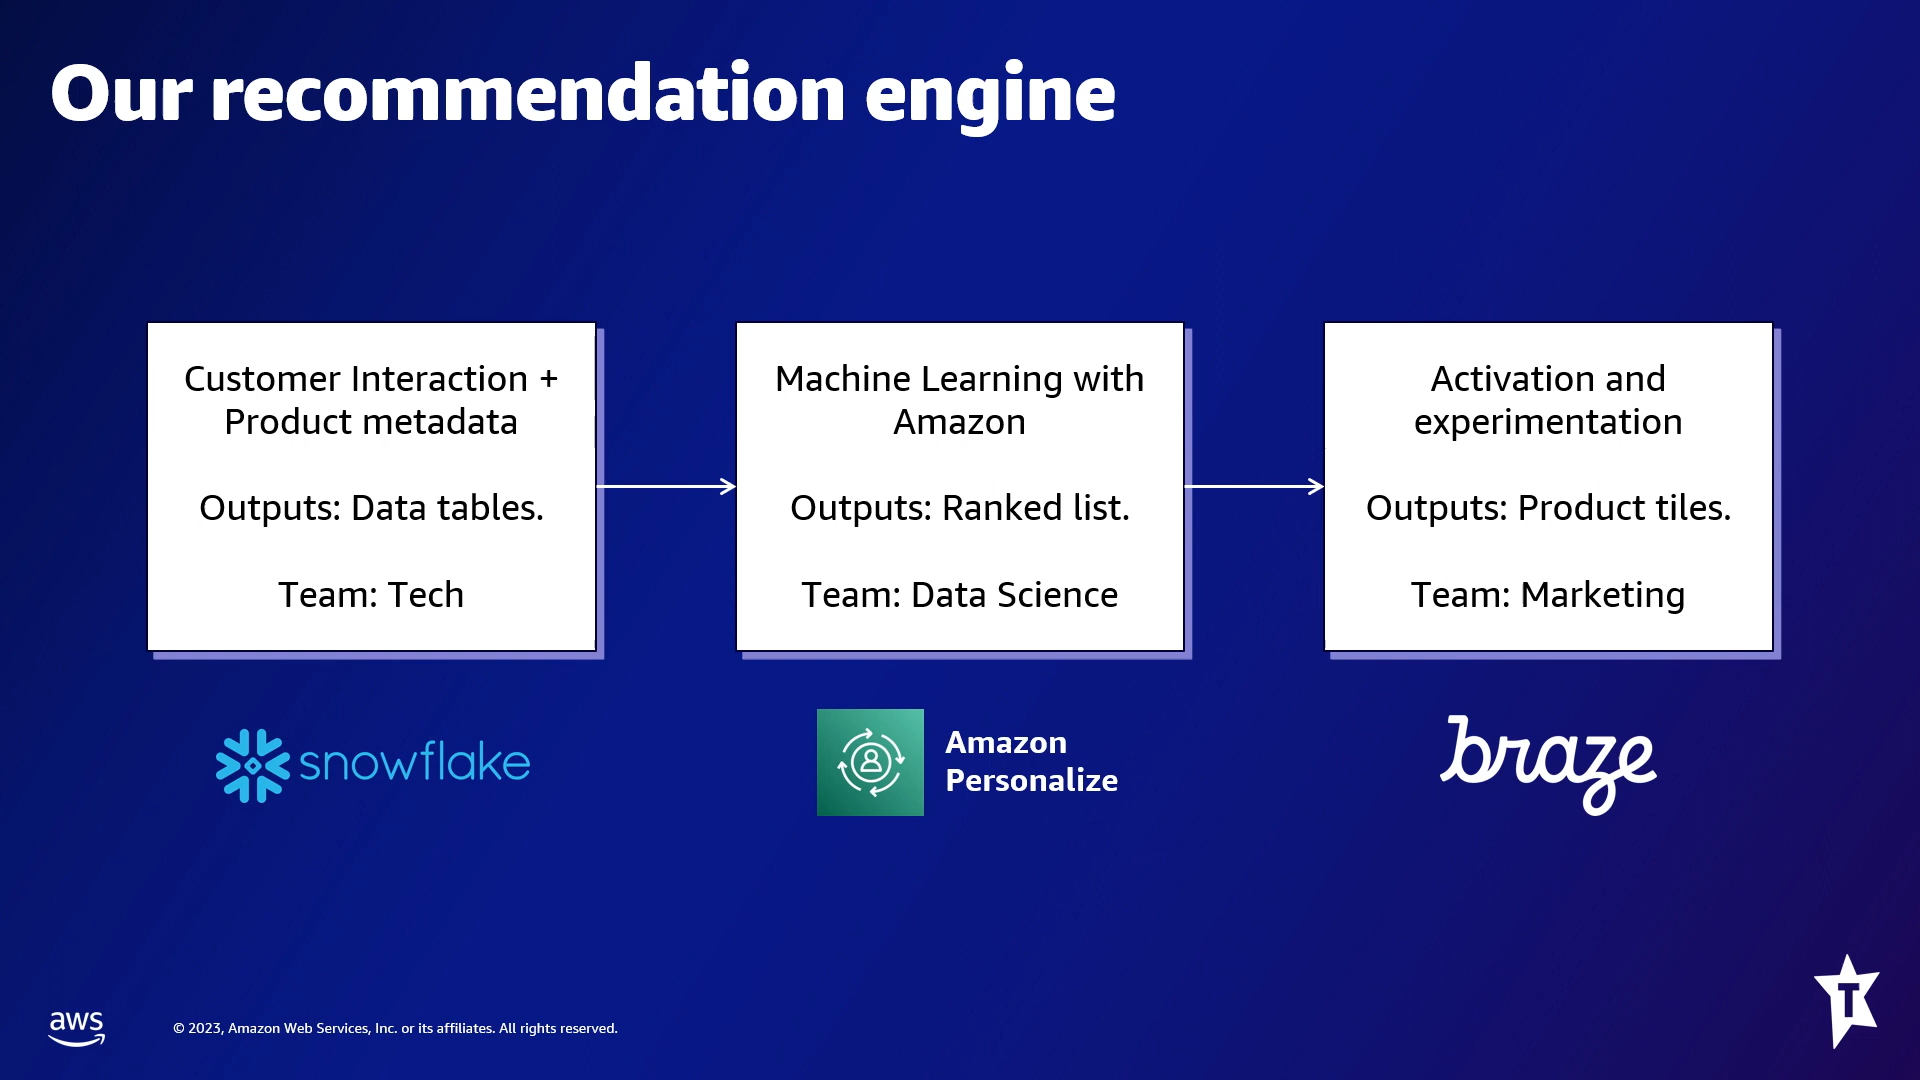 Our recommendation engine
Customer Interaction +
Product metadata
Outputs: Data tables.
Team: Tech
Machine Learning with
Amazon
Outputs: Ranked list.
Team: Data Science
Activation and
experimentation
Outputs: Product tiles.
Team: Marketing
snowflake
Amazon
Personalize
braze
aws
© 2023, Amazon Web Services, Inc. or its affiliates. All rights reserved.
T